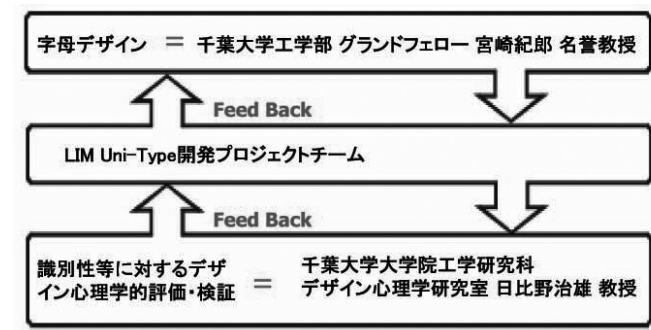 字母デザイン = 千葉大学工学部 グランドフェロー 宮崎紀郎 名誉教授
Feed Back
LIM Uni-Type開発プロジェクトチーム
Feed Back
識別性等に対するデザ
イン心理学的評価・検証
=
千葉大学大学院工学研究科
デザイン心理学研究室 日比野治雄 教授